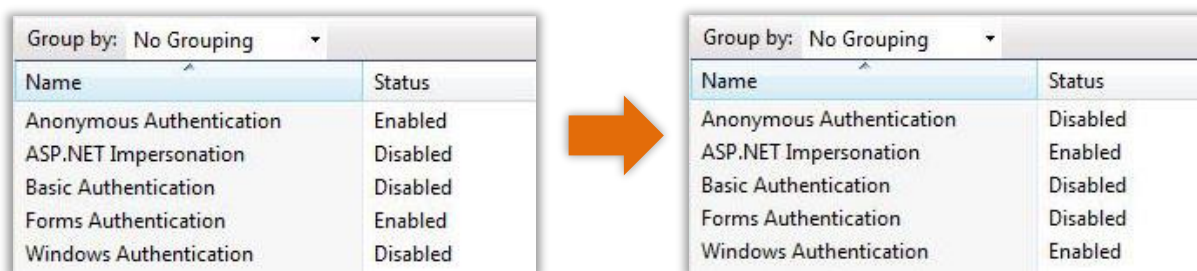 Group by: No Grouping
Name Status
Anonymous Authentication Enabled
ASP.NET Impersonation Disabled
Basic Authentication Disabled
Forms Authentication Enabled
Windows Authentication Disabled
Group by: No Grouping
Name Status
Anonymous Authentication Disabled
ASP.NET Impersonation Enabled
Basic Authentication Disabled
Forms Authentication Disabled
Windows Authentication Enabled